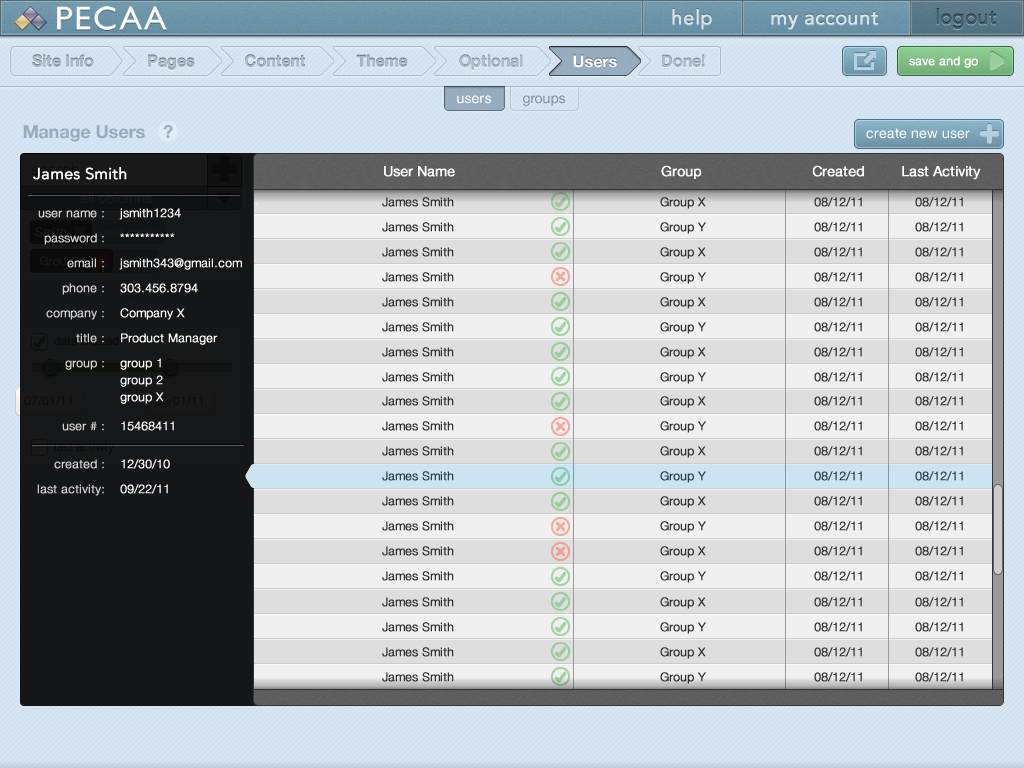 PECAA
help
my account
logout
Site Info
Pages
Content
Theme
Optional
Users
Done!
save and go
users
groups
Manage Users ?
create new user
James Smith
user name : jsmith1234
password : ***********
email : jsmith343@gmail.com
phone : 303.456.8794
company : Company X
title : Product Manager
group : group 1
group 2
group X
user # : 15468411
created : 12/30/10
last activity: 09/22/11
07/01/11
User Name Group Created Last Activity
James Smith Group X 08/12/11 08/12/11
James Smith Group Y 08/12/11 08/12/11
James Smith Group X 08/12/11 08/12/11
James Smith Group Y 08/12/11 08/12/11
James Smith Group X 08/12/11 08/12/11
James Smith Group Y 08/12/11 08/12/11
James Smith Group X 08/12/11 08/12/11
James Smith Group Y 08/12/11 08/12/11
James Smith Group X 08/12/11 08/12/11
James Smith Group Y 08/12/11 08/12/11
James Smith Group X 08/12/11 08/12/11
James Smith Group Y 08/12/11 08/12/11
James Smith Group X 08/12/11 08/12/11
James Smith Group Y 08/12/11 08/12/11
James Smith Group X 08/12/11 08/12/11
James Smith Group Y 08/12/11 08/12/11
James Smith Group X 08/12/11 08/12/11
James Smith Group Y 08/12/11 08/12/11
James Smith Group X 08/12/11 08/12/11
James Smith Group Y 08/12/11 08/12/11